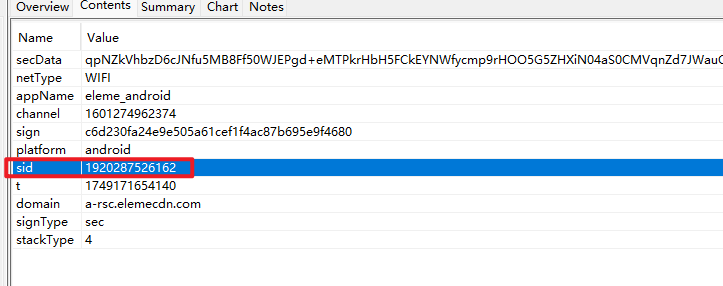 Overview Contents Summary Chart Notes
Name Value
secData qpNZkVhbzD6cJNfu5MB8Ff50WJEPgd+eMTPkrHbH5FCkEYNWfycmp9rHOO5G5ZHXiN04aS0CMVqnZd7JWau
netType WIFI
appName eleme_android
channel 1601274962374
sign c6d230fa24e9e505a61cef1f4ac87b695e9f4680
platform android
sid 1920287526162
t 1749171654140
domain a-rsc.elemecdn.com
signType sec
stackType 4